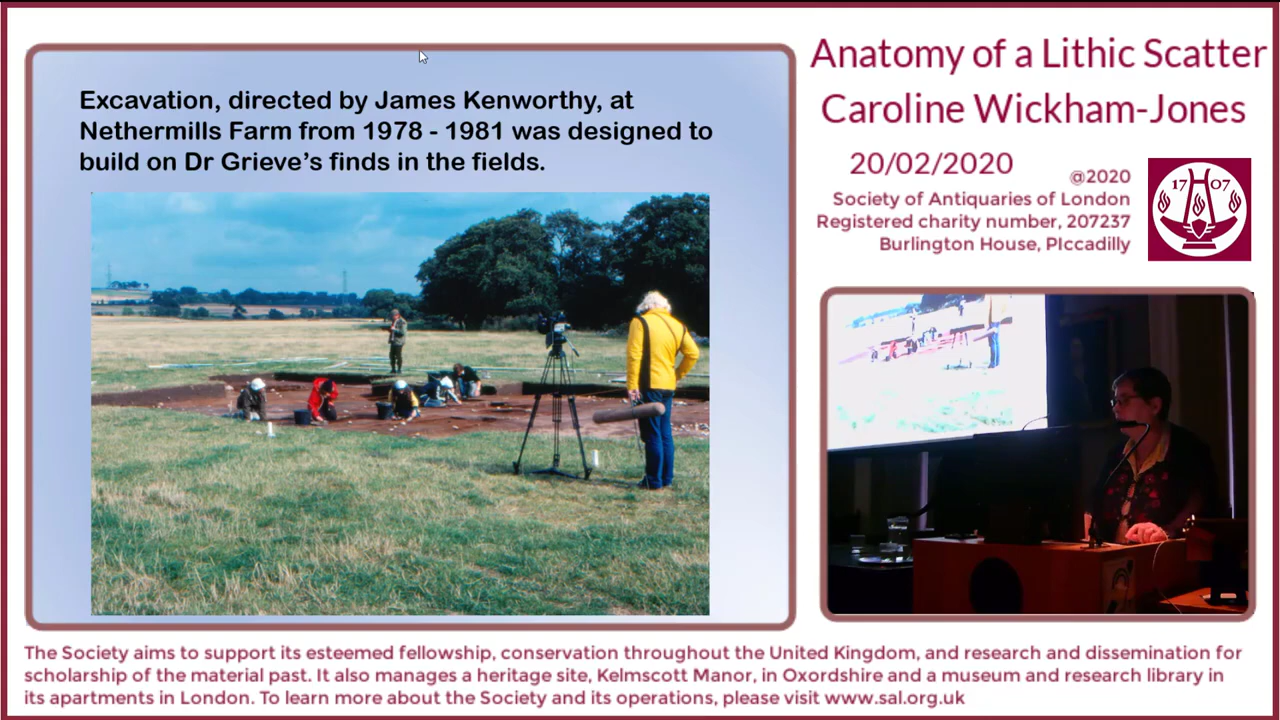 Excavation, directed by James Kenworthy, at
Nethermills Farm from 1978 - 1981 was designed to
build on Dr Grieve's finds in the fields.
Anatomy of a Lithic Scatter
Caroline Wickham-Jones
20/02/2020
@2020
Society of Antiquaries of London
Registered charity number, 207237
Burlington House, PIccadilly
17 07
The Society aims to support its esteemed fellowship, conservation throughout the United Kingdom, and research and dissemination for
scholarship of the material past. It also manages a heritage site, Kelmscott Manor, in Oxordshire and a museum and research library in
its apartments in London. To learn more about the Society and its operations, please visit www.sal.org.uk